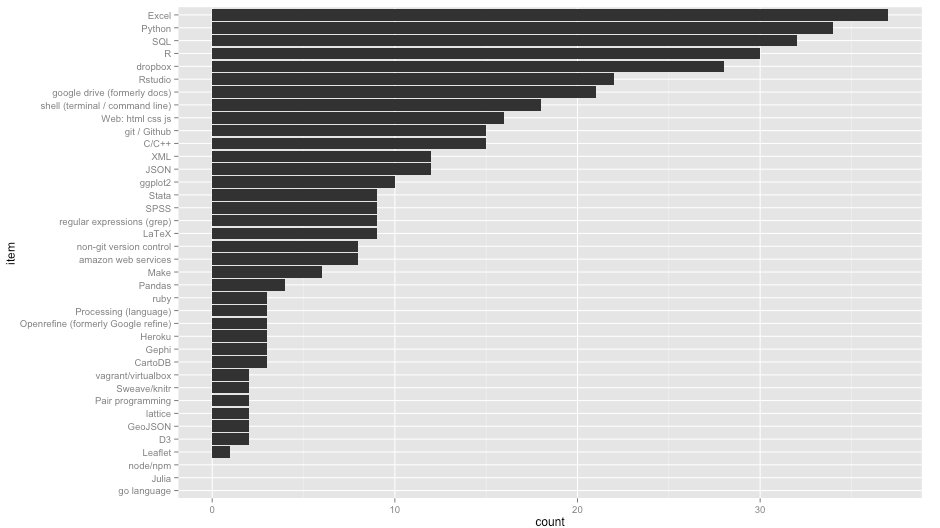 Excel
Python
SQL
R
dropbox
Rstudio
google drive (formerly docs)
shell (terminal / command line)
Web: html css js
git / Github
C/C++
XML
JSON
ggplot2
Stata
SPSS
regular expressions (grep)
LaTeX
non-git version control
amazon web services
Make
Pandas
ruby
Processing (language)
Openrefine (formerly Google refine)
Heroku
Gephi
CartoDB
vagrant/virtualbox
Sweave/knitr
Pair programming
lattice
GeoJSON
D3
Leaflet
node/npm
Julia
go language
item
0 10 20 30
count